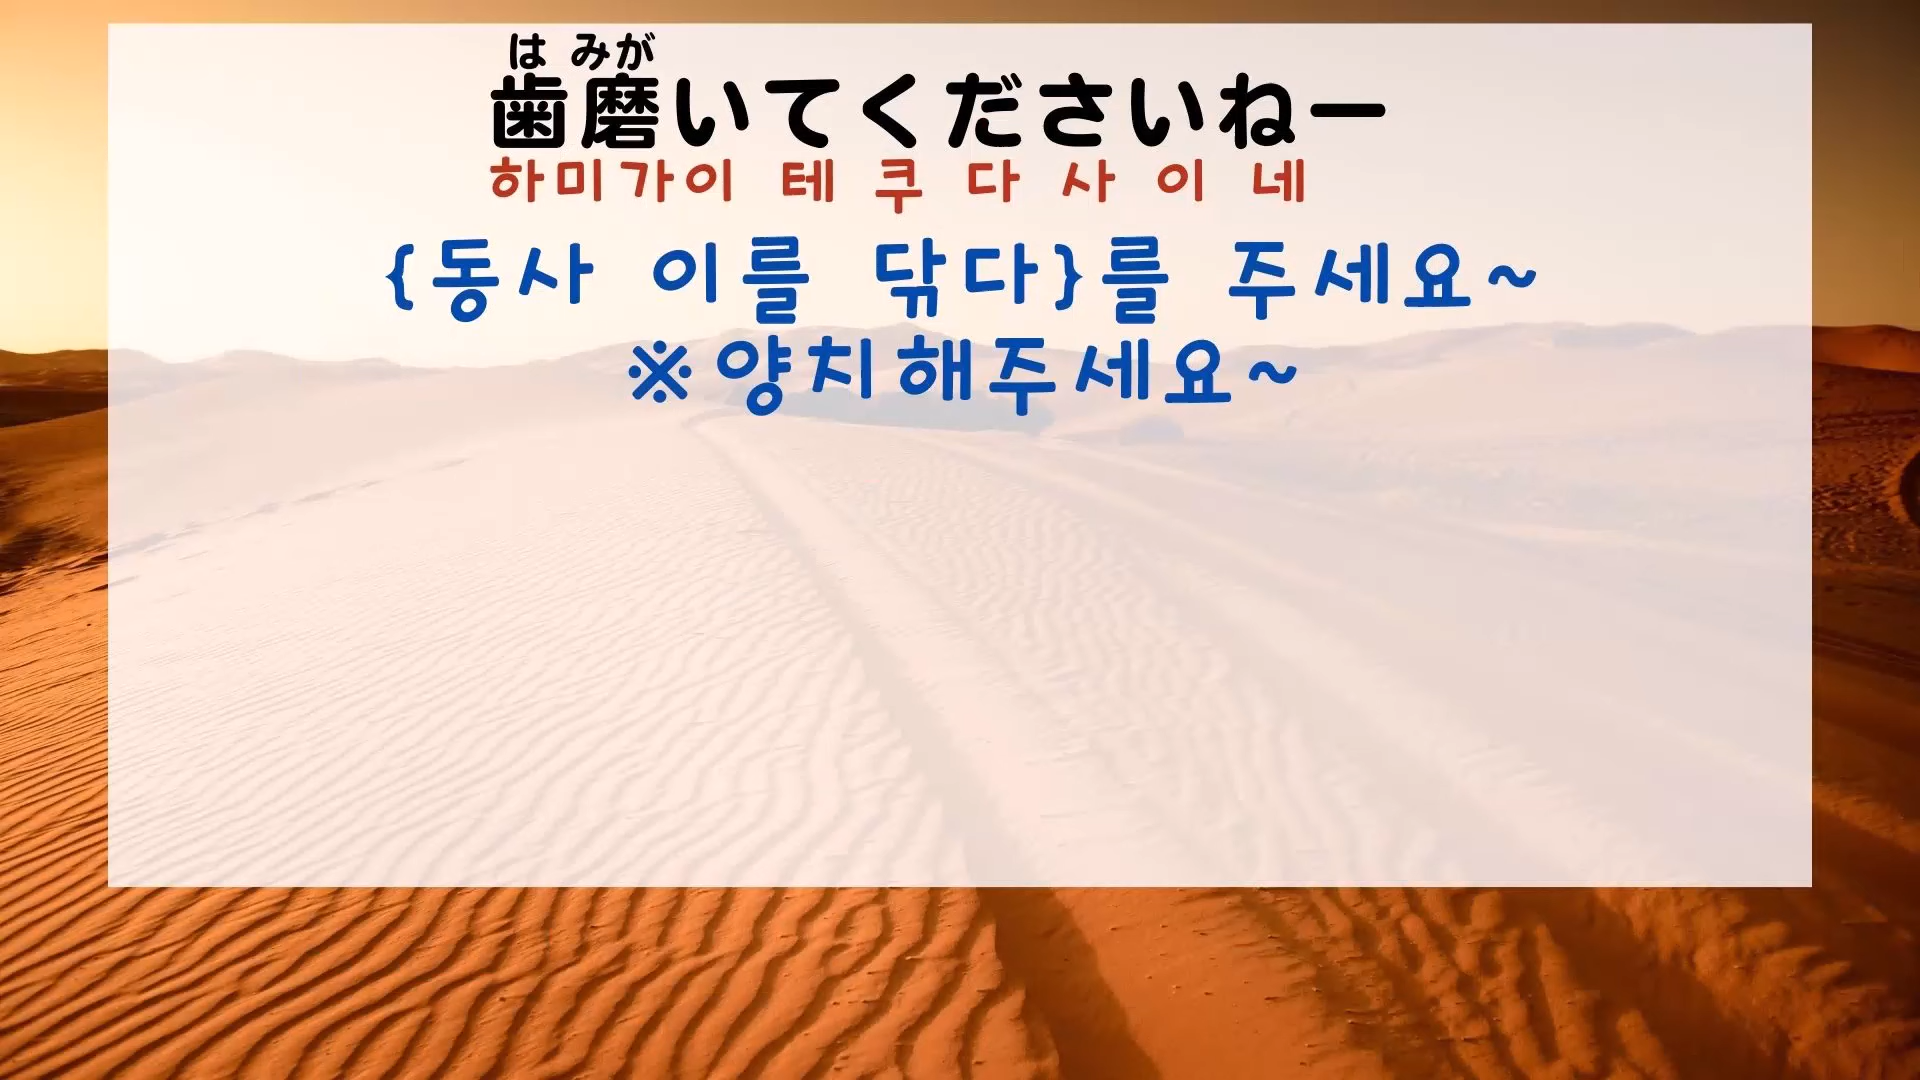 は みが
歯磨いてくださいねー
하미가이 테 쿠 다 사 이 네
{동사 이를 닦다}를 주세요~
※양치해주세요~